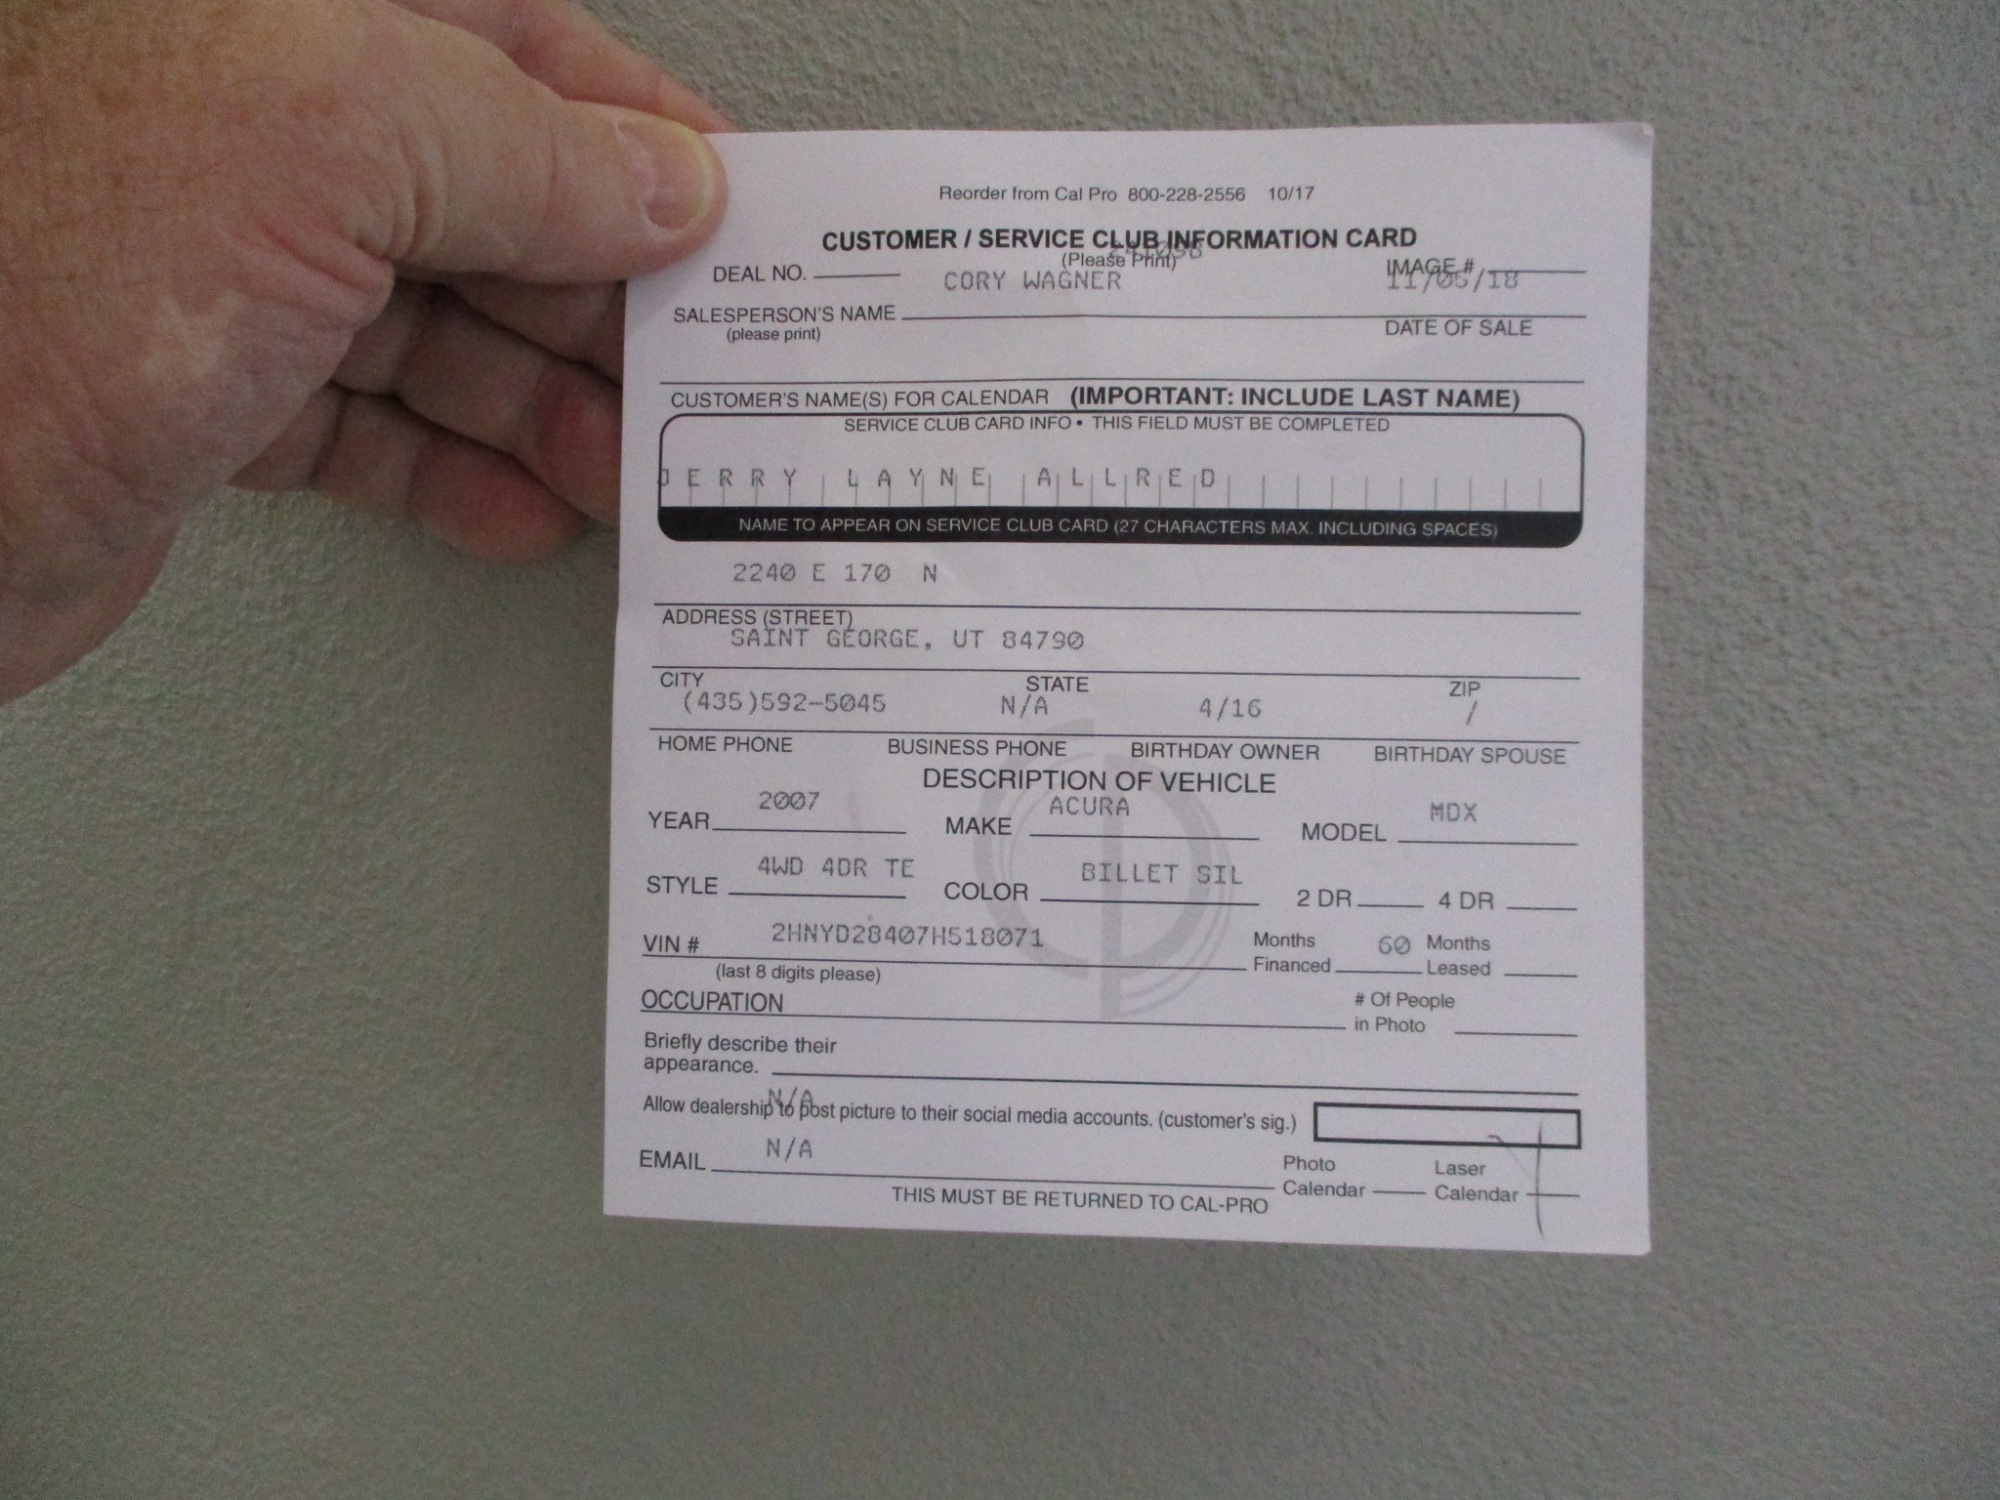 Reorder from Cal Pro 800-228-2556 10/17
CUSTOMER / SERVICE CLUB INFORMATION CARD
(Please Print)
DEAL NO. IMAGE #
CORY WAGNER 11/05/18
SALESPERSON'S NAME
(please print) DATE OF SALE
CUSTOMER'S NAME(S) FOR CALENDAR (IMPORTANT: INCLUDE LAST NAME)
SERVICE CLUB CARD INFO • THIS FIELD MUST BE COMPLETED
JERRY LAYNE ALLRED
NAME TO APPEAR ON SERVICE CLUB CARD (27 CHARACTERS MAX. INCLUDING SPACES)
2240 E 170 N
ADDRESS (STREET)
SAINT GEORGE, UT 84790
CITY STATE ZIP
(435)592-5045 N/A 4/16 /
HOME PHONE BUSINESS PHONE BIRTHDAY OWNER BIRTHDAY SPOUSE
DESCRIPTION OF VEHICLE
YEAR 2007 MAKE ACURA MODEL MDX
STYLE 4WD 4DR TE COLOR BILLET SIL 2 DR 4 DR
VIN # 2HNYD28407H518071 Months Financed 60 Months Leased
(last 8 digits please)
OCCUPATION # Of People in Photo
Briefly describe their
appearance.
N/A
Allow dealership to post picture to their social media accounts. (customer's sig.)
EMAIL N/A Photo Calendar Laser Calendar
THIS MUST BE RETURNED TO CAL-PRO